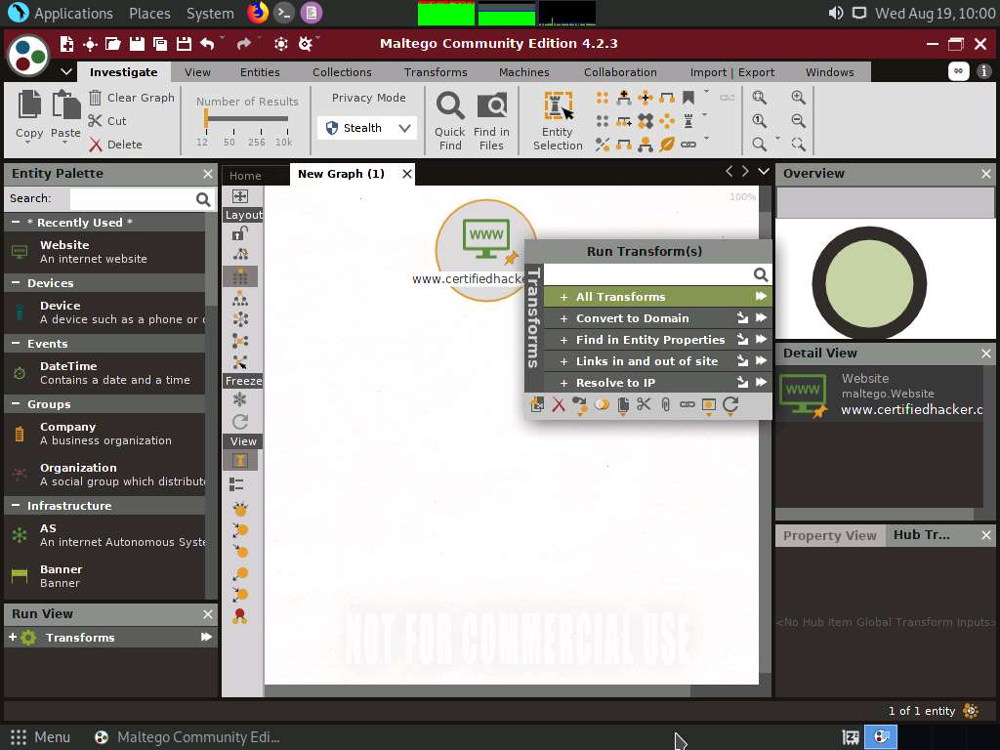 Applications Places System Wed Aug 19, 10:00
Maltego Community Edition 4.2.3
Investigate View Entities Collections Transforms Machines Collaboration Import | Export Windows
Copy Paste Clear Graph Cut Delete
Number of Results
12 50 256 10k
Privacy Mode
Stealth
Quick Find
Find in Files
Entity Selection
Entity Palette
Search:
* Recently Used *
Website
An internet website
Devices
Device
A device such as a phone or
Events
DateTime
Contains a date and a time
Groups
Company
A business organization
Organization
A social group which distribut
Infrastructure
AS
An internet Autonomous Syste
Banner
Banner
Run View
+ Transforms
Home New Graph (1)
Layout
Freeze
View
100%
WWW
www.certifiedhacke
Run Transform(s)
Transforms
+ All Transforms
+ Convert to Domain
+ Find in Entity Properties
+ Links in and out of site
+ Resolve to IP
NOT FOR COMMERCIAL USE
Overview
Detail View
WWW
Website
maltego.Website
www.certifiedhacker.c
Property View Hub Tr...
<No Hub item Global Transform Inputs>
1 of 1 entity
Menu Maltego Community Edi...